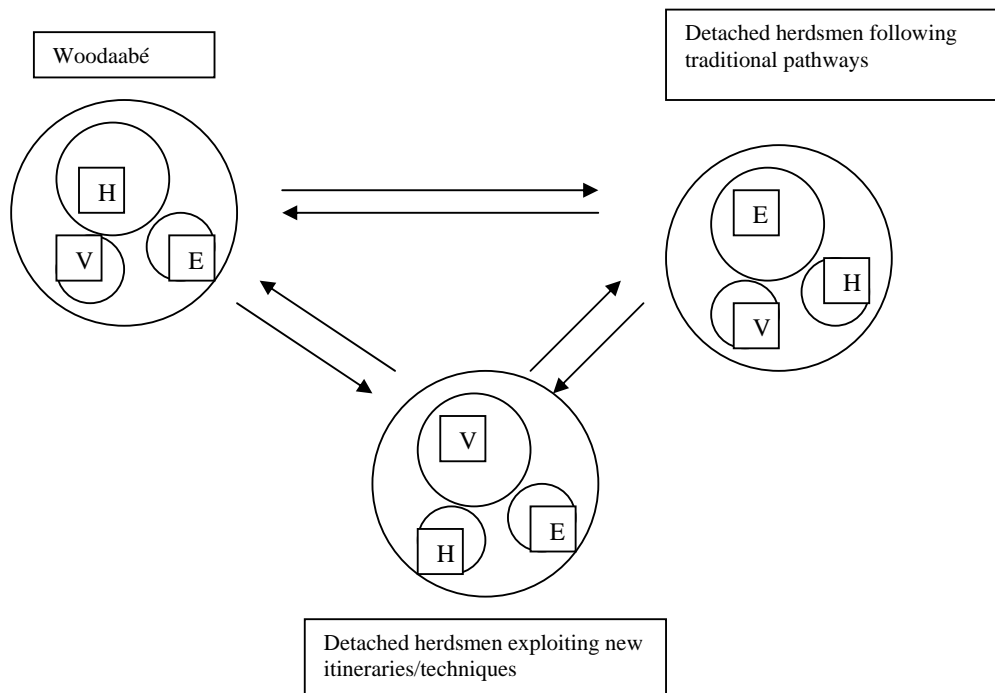 Woodaabé
Detached herdsmen following
traditional pathways
H
V
E
E
H
V
V
H
E
Detached herdsmen exploiting new
itineraries/techniques